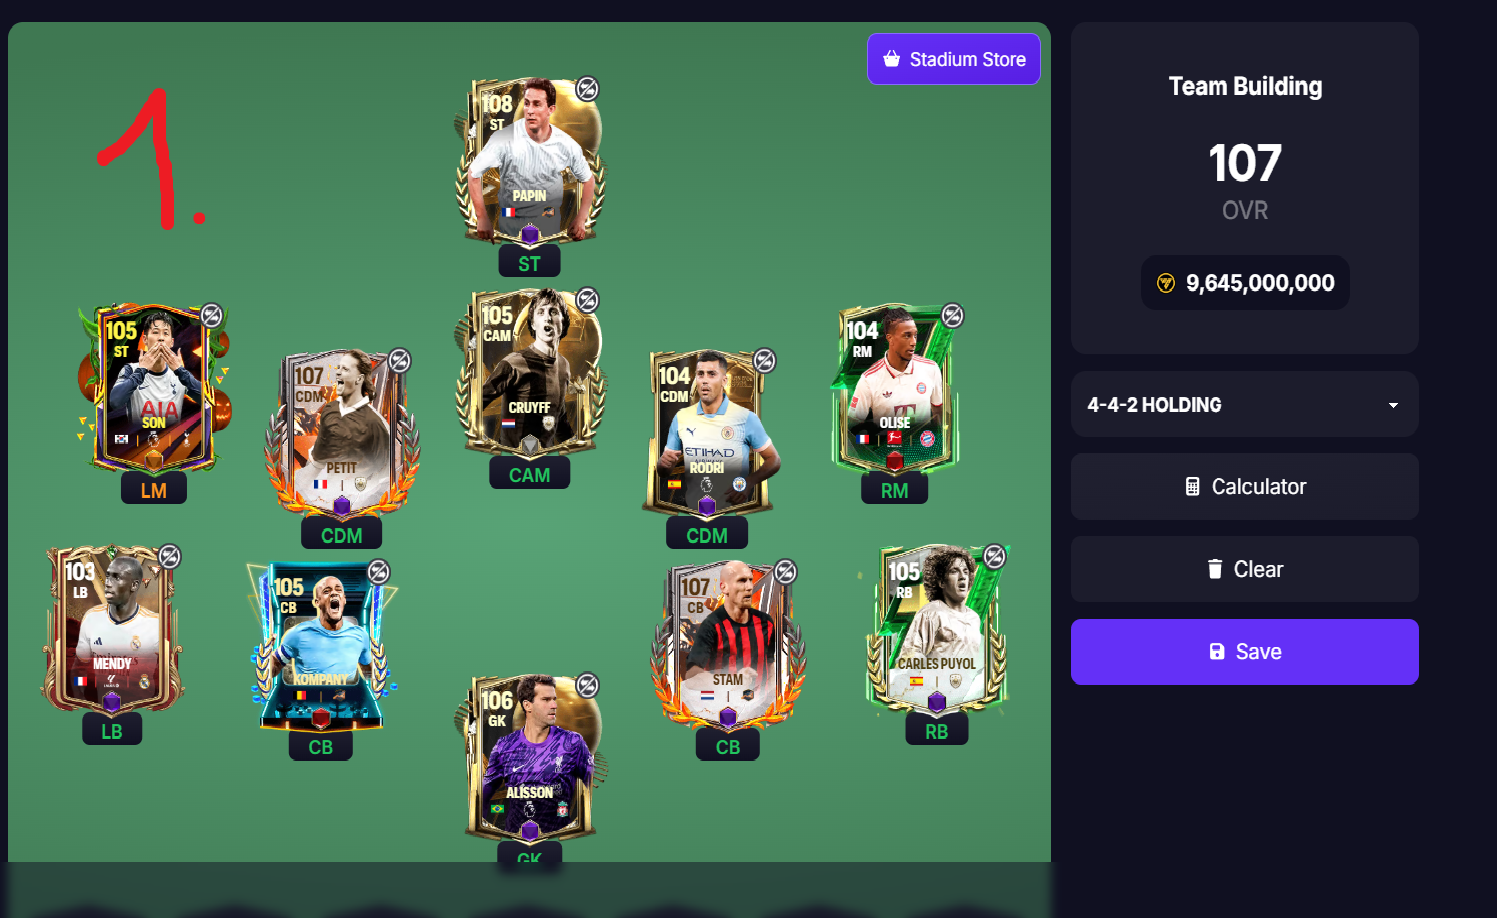 Stadium Store
1.
108
ST
PAPIN
ST
105
ST
AIA
SON
LM
107
CDM
PETIT
CDM
105
CAM
CRUYFF
CAM
104
CDM
ETIHAD
RODRI
CDM
104
RM
OLISE
RM
103
LB
MENDY
LB
105
CB
KOMPANY
CB
107
CB
STAM
CB
105
RB
CARLES PUYOL
RB
106
GK
ALISSON
GK
Team Building
107
OVR
9,645,000,000
4-4-2 HOLDING
Calculator
Clear
Save